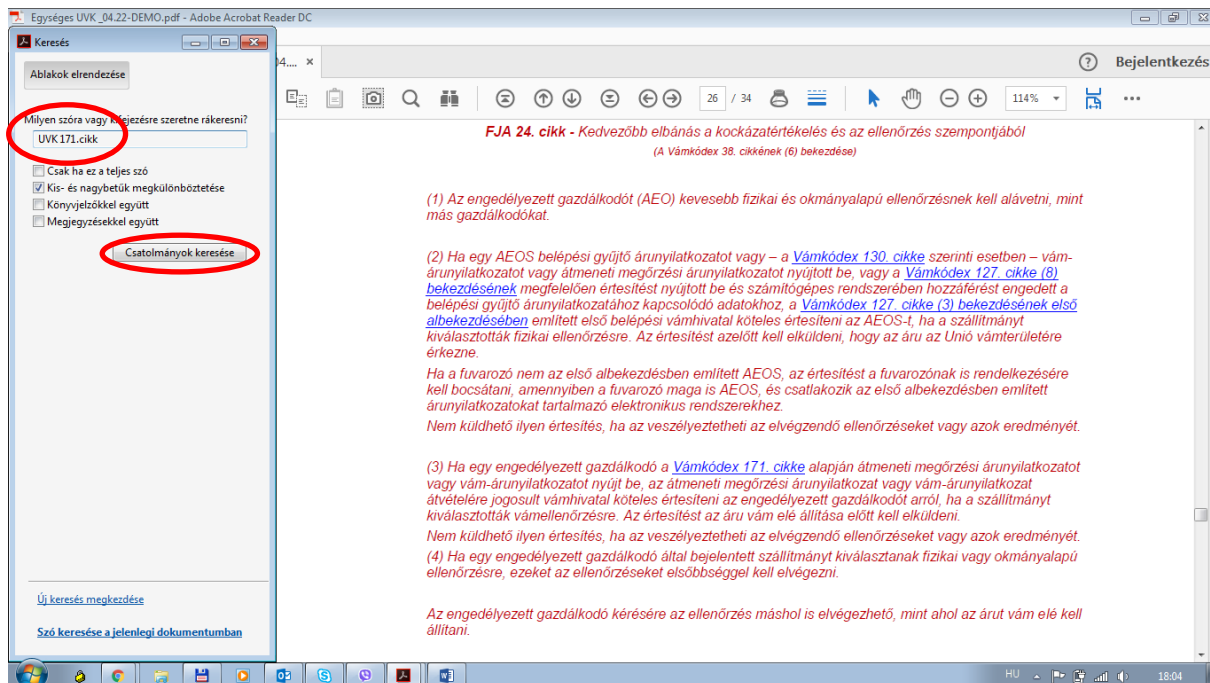 Egységes UVK _04.22-DEMO.pdf - Adobe Acrobat Reader DC
Keresés
Ablakok elrendezése
Milyen szóra vagy kifejezésre szeretne rákeresni?
UVK 171.cikk
Csak ha ez a teljes szó
Kis- és nagybetűk megkülönböztetése
Könyvjelzőkkel együtt
Megjegyzésekkel együtt
Csatolmányok keresése
Új keresés megkezdése
Szó keresése a jelenlegi dokumentumban
04.... ×
Bejelentkezés
26 / 34
114%
FJA 24. cikk - Kedvezőbb elbánás a kockázatértékelés és az ellenőrzés szempontjából
(A Vámkódex 38. cikkének (6) bekezdése)
(1) Az engedélyezett gazdálkodót (AEO) kevesebb fizikai és okmányalapú ellenőrzésnek kell alávetni, mint
más gazdálkodókat.
(2) Ha egy AEOS belépési gyűjtő árunyilatkozatot vagy – a Vámkódex 130. cikke szerinti esetben – vám-
árunyilatkozatot vagy átmeneti megőrzési árunyilatkozatot nyújtott be, vagy a Vámkódex 127. cikke (8)
bekezdésének megfelelően értesítést nyújtott be és számítógépes rendszerében hozzáférést engedett a
belépési gyűjtő árunyilatkozatához kapcsolódó adatokhoz, a Vámkódex 127. cikke (3) bekezdésének első
albekezdésében említett első belépési vámhivatal köteles értesíteni az AEOS-t, ha a szállítmányt
kiválasztották fizikai ellenőrzésre. Az értesítést azelőtt kell elküldeni, hogy az áru az Unió vámterületére
érkezne.
Ha a fuvarozó nem az első albekezdésben említett AEOS, az értesítést a fuvarozónak is rendelkezésére
kell bocsátani, amennyiben a fuvarozó maga is AEOS, és csatlakozik az első albekezdésben említett
árunyilatkozatokat tartalmazó elektronikus rendszerekhez.
Nem küldhető ilyen értesítés, ha az veszélyeztetheti az elvégzendő ellenőrzéseket vagy azok eredményét.
(3) Ha egy engedélyezett gazdálkodó a Vámkódex 171. cikke alapján átmeneti megőrzési árunyilatkozatot
vagy vám-árunyilatkozatot nyújt be, az átmeneti megőrzési árunyilatkozat vagy vám-árunyilatkozat
átvételére jogosult vámhivatal köteles értesíteni az engedélyezett gazdálkodót arról, ha a szállítmányt
kiválasztották vámellenőrzésre. Az értesítést az áru vám elé állítása előtt kell elküldeni.
Nem küldhető ilyen értesítés, ha az veszélyeztetheti az elvégzendő ellenőrzéseket vagy azok eredményét.
(4) Ha egy engedélyezett gazdálkodó által bejelentett szállítmányt kiválasztanak fizikai vagy okmányalapú
ellenőrzésre, ezeket az ellenőrzéseket elsőbbséggel kell elvégezni.
Az engedélyezett gazdálkodó kérésére az ellenőrzés máshol is elvégezhető, mint ahol az árut vám elé kell
állítani.
HU
18:04